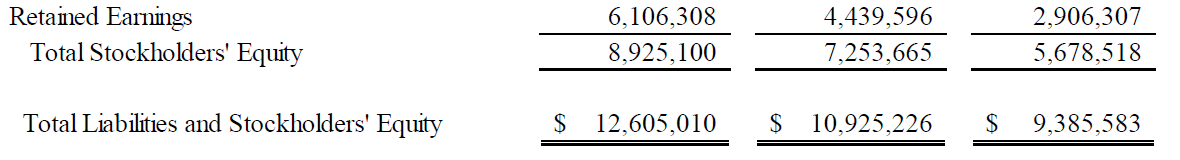 Retained Earnings 6,106,308 4,439,596 2,906,307
Total Stockholders' Equity 8,925,100 7,253,665 5,678,518
Total Liabilities and Stockholders' Equity $ 12,605,010 $ 10,925,226 $ 9,385,583